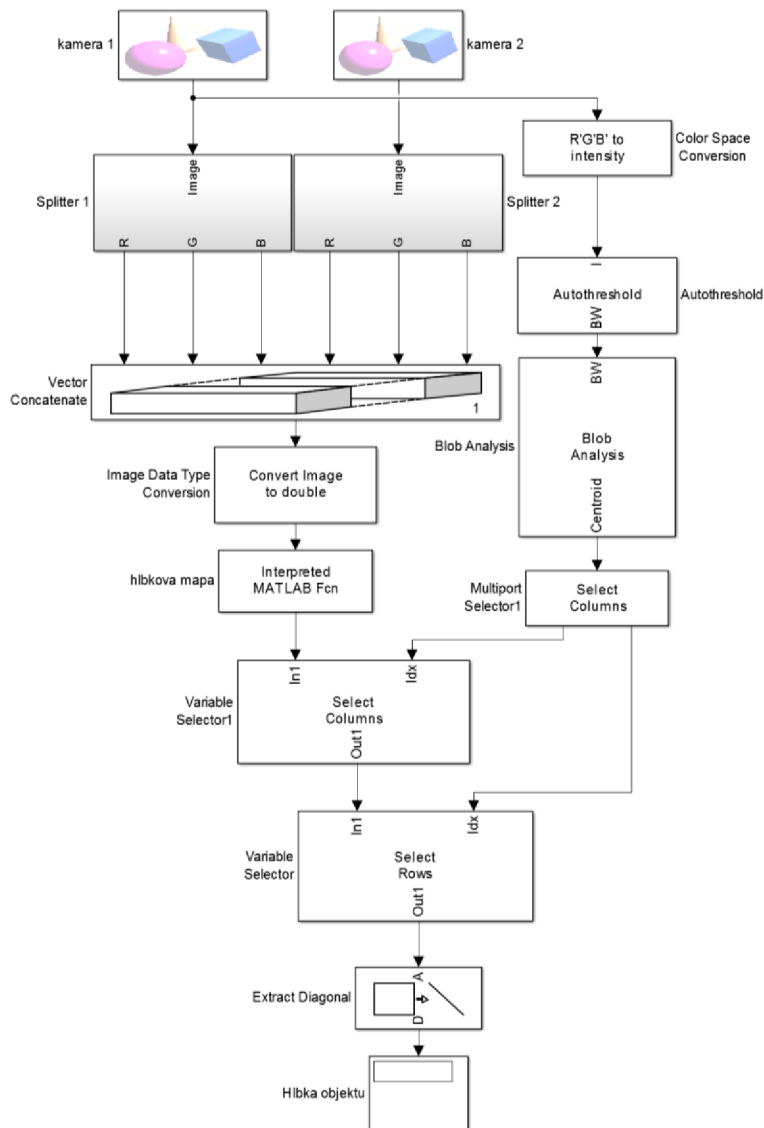 kamera 1
kamera 2
R'G'B' to
intensity
Color Space
Conversion
Splitter 1
Image
R
G
B
Image
R
G
B
Splitter 2
I
Autothreshold
BW
Autothreshold
Vector
Concatenate
1
BW
Blob
Analysis
Centroid
Blob Analysis
Image Data Type
Conversion
Convert Image
to double
hlbkova mapa
Interpreted
MATLAB Fcn
Multiport
Selector1
Select
Columns
Variable
Selector1
In1
Idx
Select
Columns
Out1
Variable
Selector
In1
Idx
Select
Rows
Out1
Extract Diagonal
A
D
Hlbka objektu